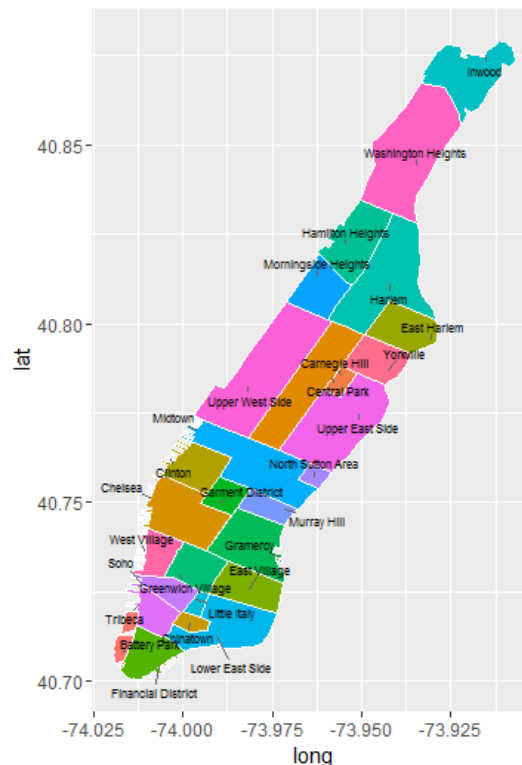 Inwood
40.85
Washington Heights
Hamilton Heights
Morningside Heights
Harlem
40.80
East Harlem
Yorkville
Carnegie Hill
Central Park
Upper West Side
Midtown
Upper East Side
North Sutton Area
Clinton
Chelsea
Garment District
40.75
Murray Hill
West Village
Gramercy
Soho
East Village
Greenwich Village
Little Italy
Tribeca
Chinatown
Battery Park
Lower East Side
40.70
Financial District
lat
-74.025 -74.000 -73.975 -73.950 -73.925
long